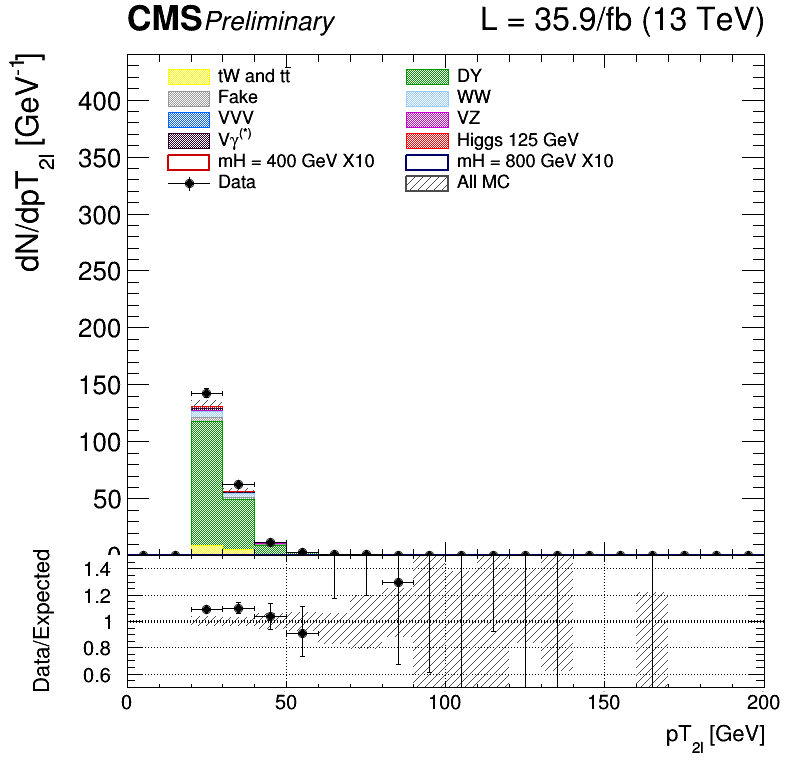 CMS Preliminary L = 35.9/fb (13 TeV)
dN/dpT_2l [GeV^-1]
tW and tt DY
Fake WW
VVV VZ
Vγ^(*) Higgs 125 GeV
mH = 400 GeV X10 mH = 800 GeV X10
Data All MC
400
350
300
250
200
150
100
50
0
Data/Expected
1.4
1.2
1
0.8
0.6
0 50 100 150 200
pT_2l [GeV]